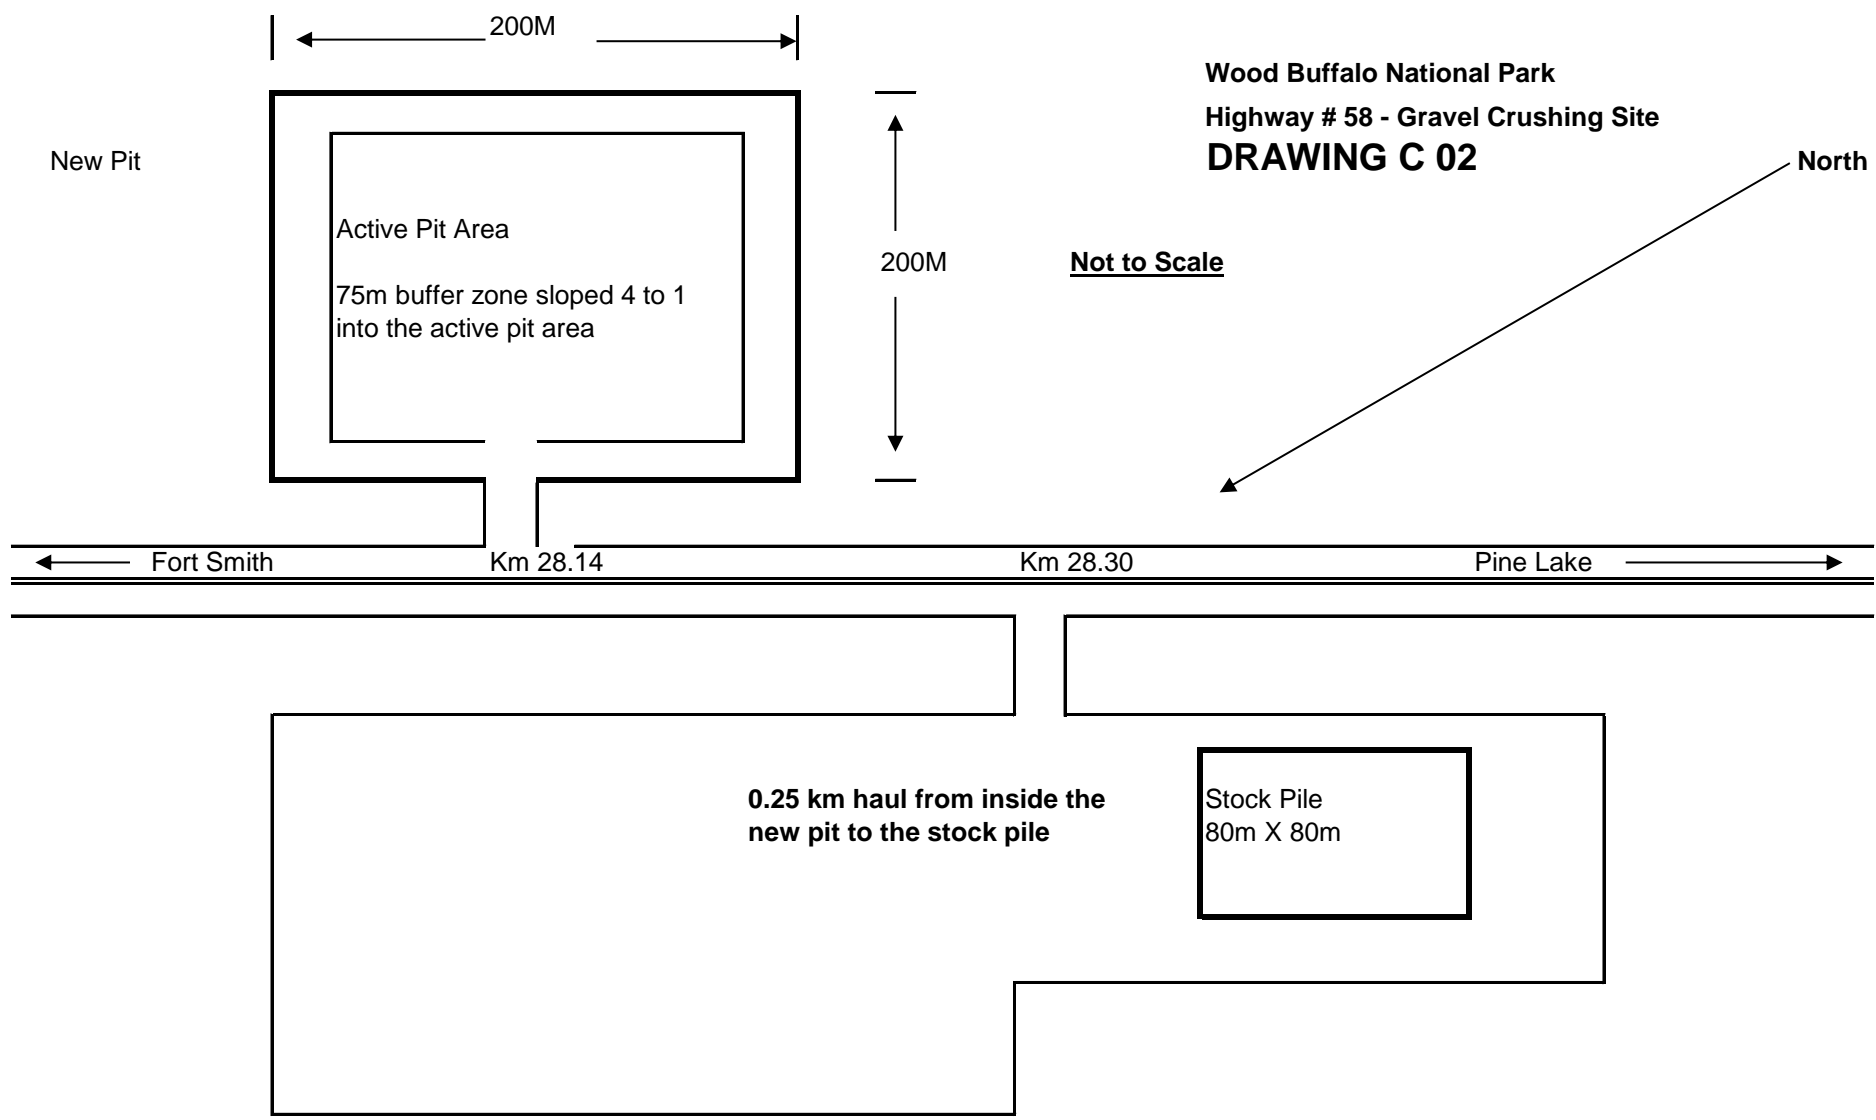 200M
Wood Buffalo National Park
Highway # 58 - Gravel Crushing Site
DRAWING C 02
North
New Pit
Active Pit Area
75m buffer zone sloped 4 to 1
into the active pit area
200M
Not to Scale
Fort Smith
Km 28.14
Km 28.30
Pine Lake
0.25 km haul from inside the
new pit to the stock pile
Stock Pile
80m X 80m